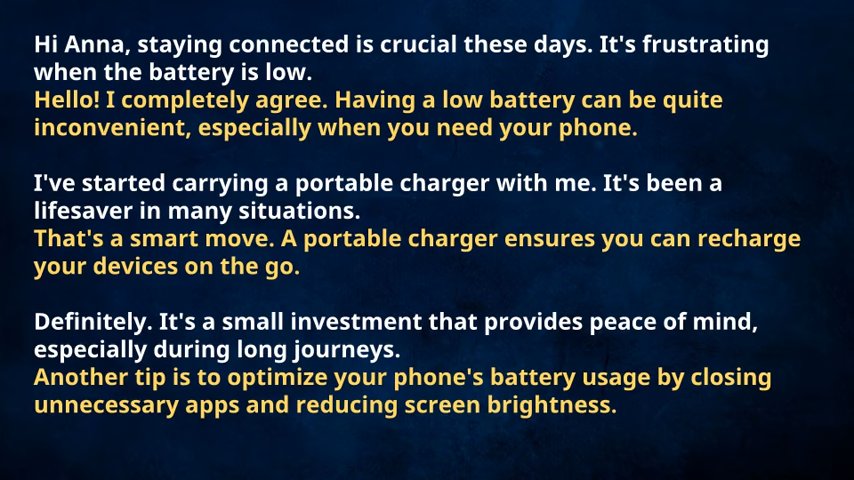 Hi Anna, staying connected is crucial these days. It's frustrating
when the battery is low.
Hello! I completely agree. Having a low battery can be quite
inconvenient, especially when you need your phone.
I've started carrying a portable charger with me. It's been a
lifesaver in many situations.
That's a smart move. A portable charger ensures you can recharge
your devices on the go.
Definitely. It's a small investment that provides peace of mind,
especially during long journeys.
Another tip is to optimize your phone's battery usage by closing
unnecessary apps and reducing screen brightness.